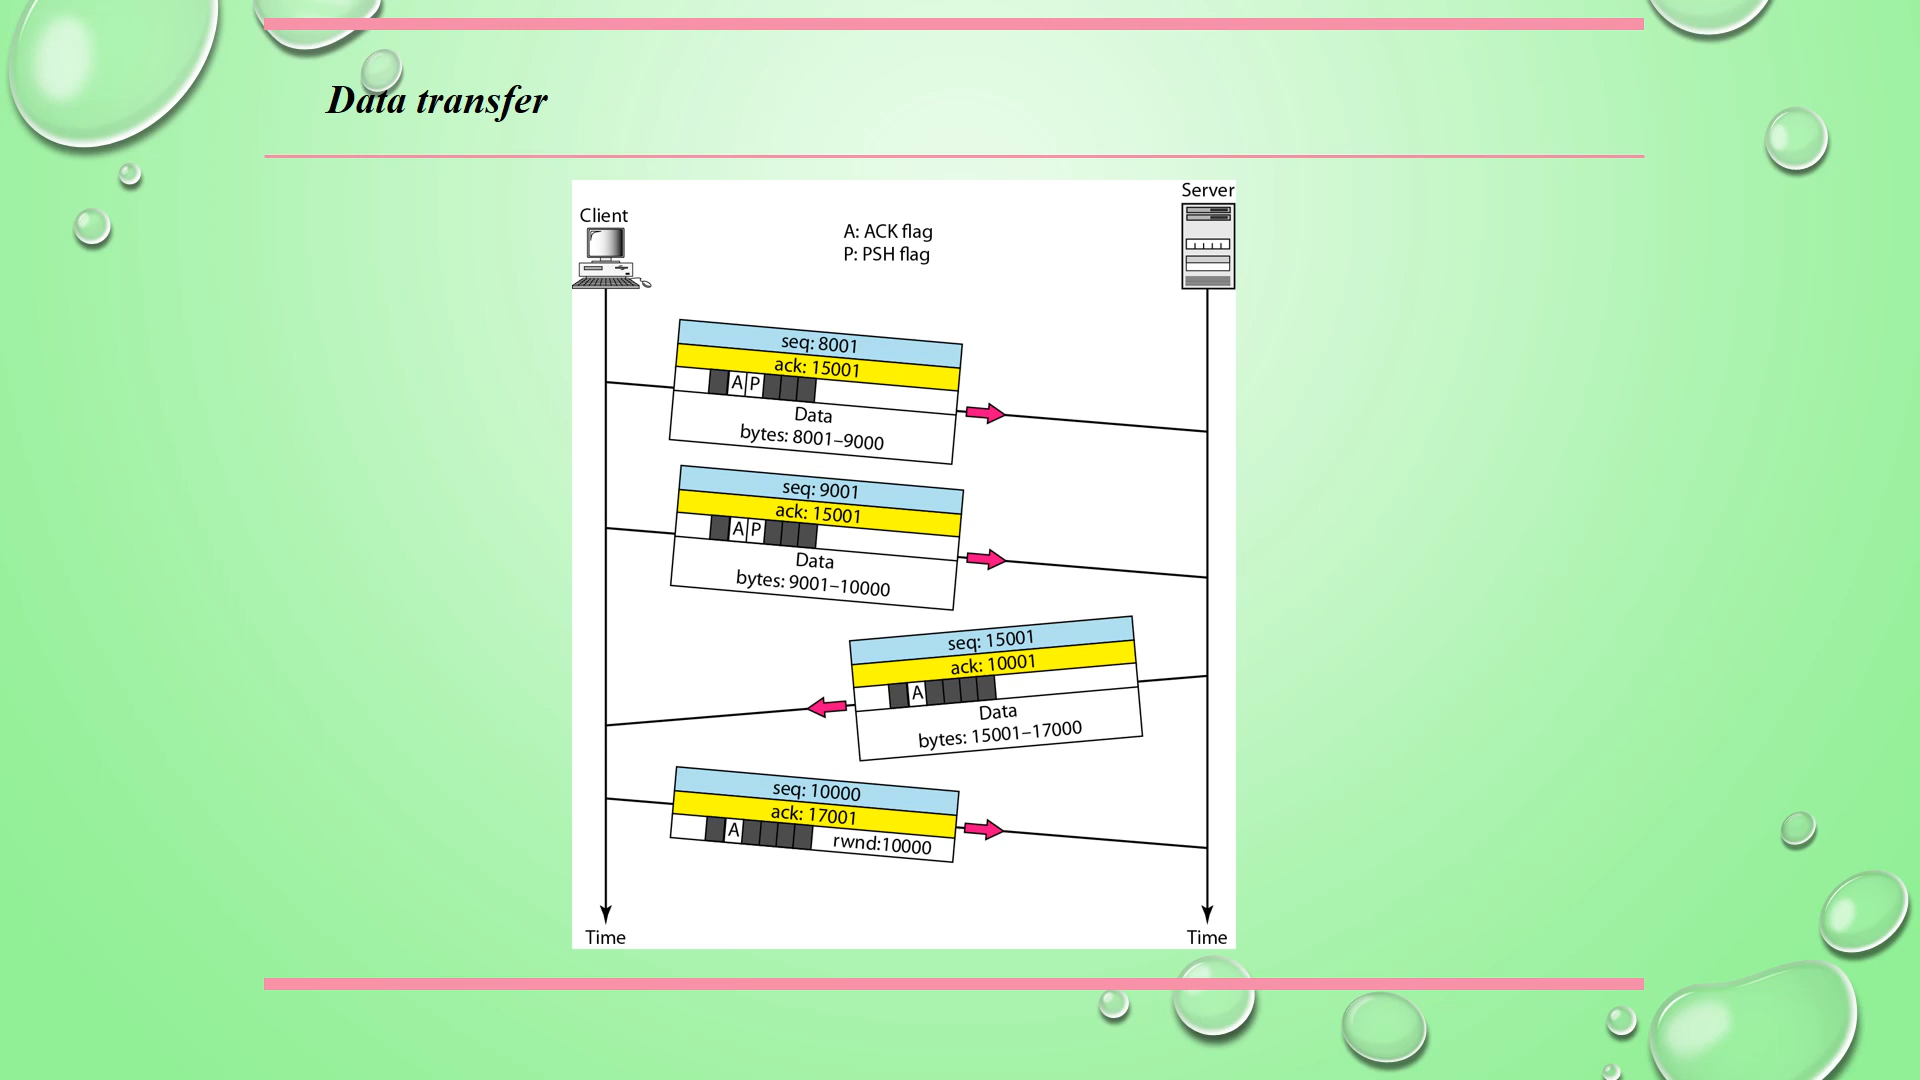 Data transfer
Client
Server
A: ACK flag
P: PSH flag
seq: 8001
ack: 15001
A P
Data
bytes: 8001–9000
seq: 9001
ack: 15001
A P
Data
bytes: 9001–10000
seq: 15001
ack: 10001
A
Data
bytes: 15001–17000
seq: 10000
ack: 17001
A
rwnd:10000
Time
Time